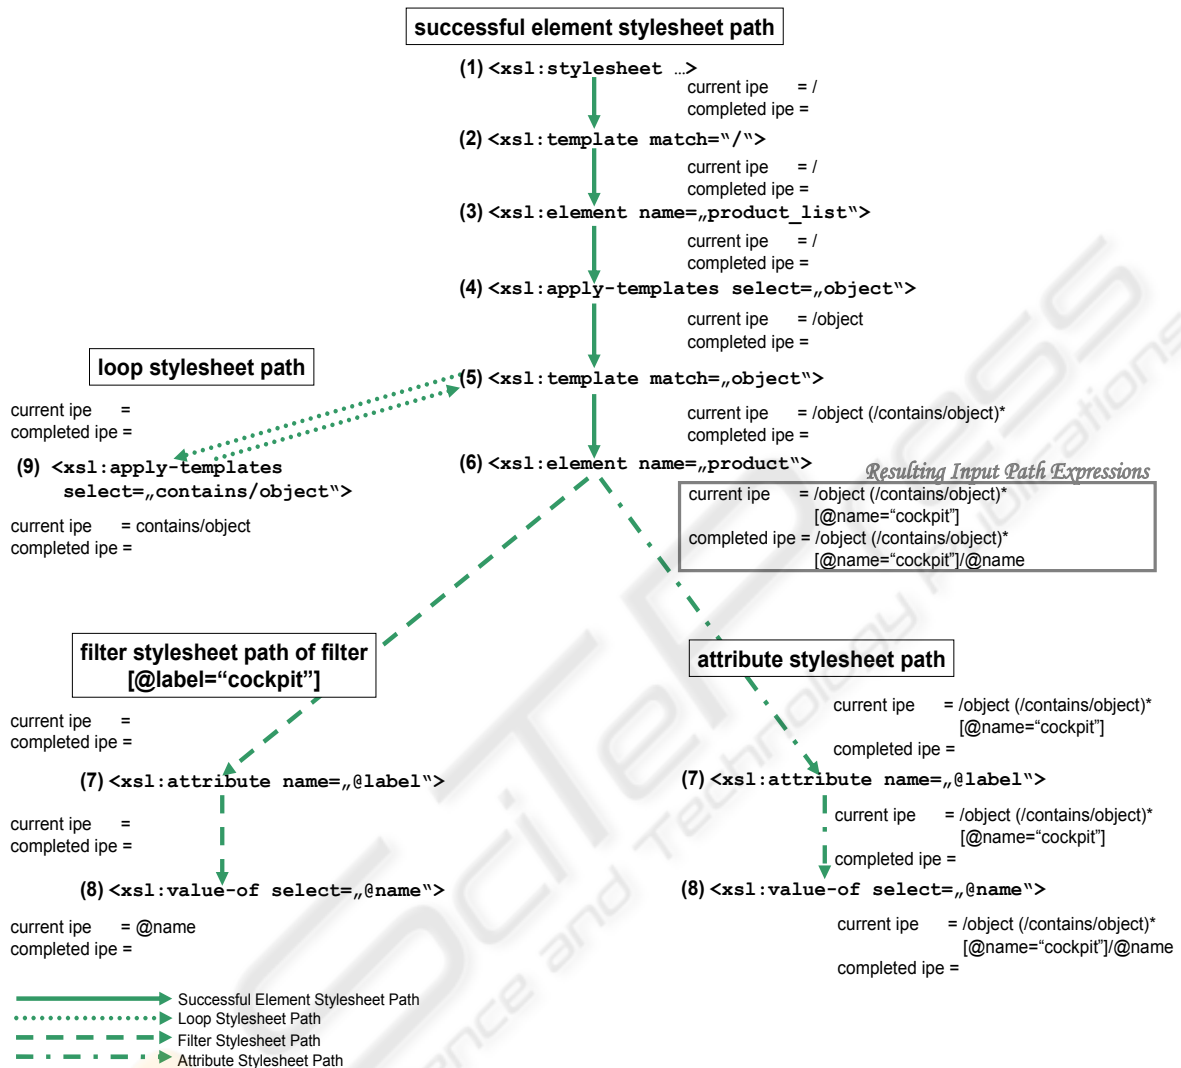 successful element stylesheet path
(1) <xsl:stylesheet …>
current ipe = /
completed ipe =
(2) <xsl:template match=“/“>
current ipe = /
completed ipe =
(3) <xsl:element name=„product_list“>
current ipe = /
completed ipe =
(4) <xsl:apply-templates select=„object“>
current ipe = /object
completed ipe =
loop stylesheet path
(5) <xsl:template match=„object“>
current ipe =
completed ipe =
current ipe = /object (/contains/object)*
completed ipe =
(9) <xsl:apply-templates
select=„contains/object“>
current ipe = contains/object
completed ipe =
(6) <xsl:element name=„product“>
Resulting Input Path Expressions
current ipe = /object (/contains/object)*
[@name=“cockpit”]
completed ipe = /object (/contains/object)*
[@name=“cockpit”]/@name
filter stylesheet path of filter
[@label=“cockpit”]
current ipe =
completed ipe =
(7) <xsl:attribute name=„@label“>
current ipe =
completed ipe =
(8) <xsl:value-of select=„@name“>
current ipe = @name
completed ipe =
attribute stylesheet path
current ipe = /object (/contains/object)*
[@name=“cockpit”]
completed ipe =
(7) <xsl:attribute name=„@label“>
current ipe = /object (/contains/object)*
[@name=“cockpit”]
completed ipe =
(8) <xsl:value-of select=„@name“>
current ipe = /object (/contains/object)*
[@name=“cockpit”]/@name
completed ipe =
Successful Element Stylesheet Path
Loop Stylesheet Path
Filter Stylesheet Path
Attribute Stylesheet Path
SciTePress
ence and Technology Publications